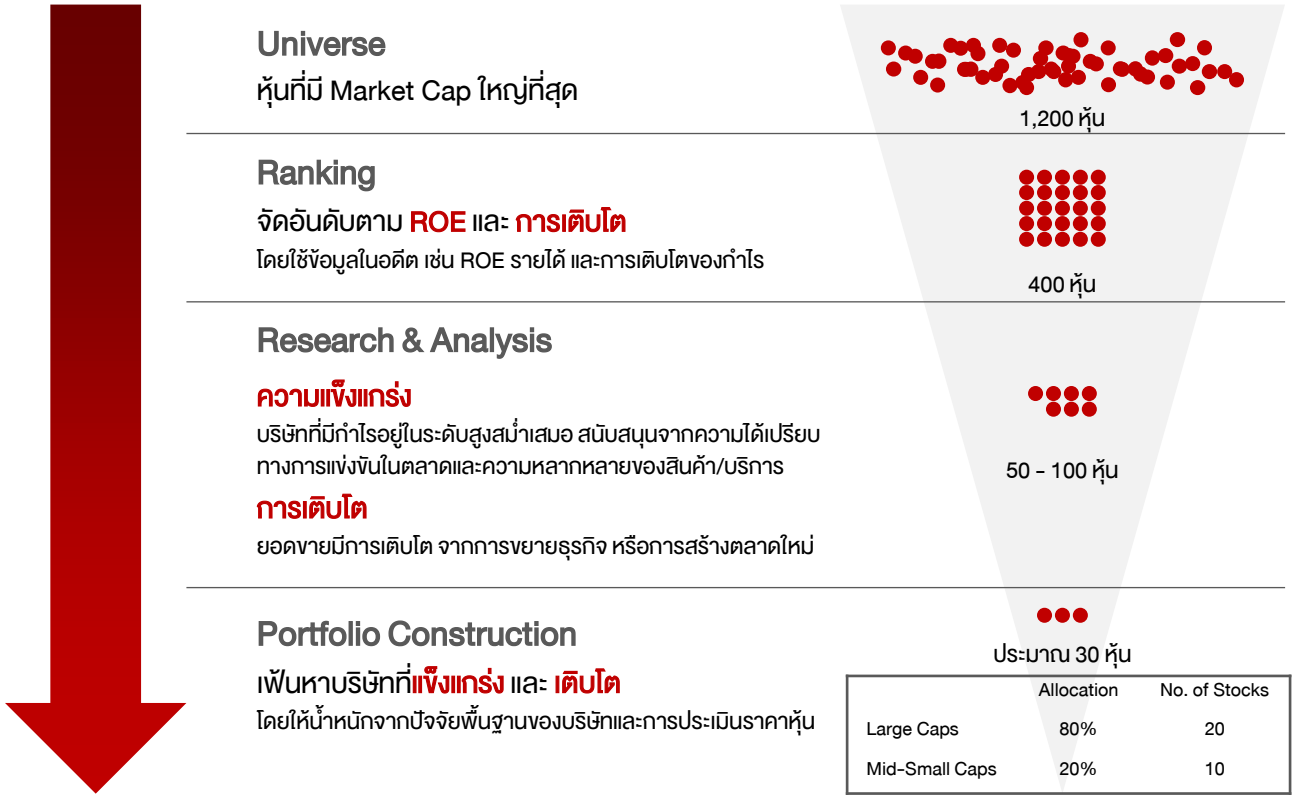 Universe
หุ้นที่มี Market Cap ใหญ่ที่สุด
1,200 หุ้น
Ranking
จัดอันดับตาม ROE และ การเติบโต
โดยใช้ข้อมูลในอดีต เช่น ROE รายได้ และการเติบโตของกำไร
400 หุ้น
Research & Analysis
ความแข็งแกร่ง
บริษัทที่มีกำไรอยู่ในระดับสูงสม่ำเสมอ สนับสนุนจากความได้เปรียบ
ทางการแข่งขันในตลาดและความหลากหลายของสินค้า/บริการ
50 - 100 หุ้น
การเติบโต
ยอดขายมีการเติบโต จากการขยายธุรกิจ หรือการสร้างตลาดใหม่
Portfolio Construction
เฟ้นหาบริษัทที่แข็งแกร่ง และ เติบโต
โดยให้น้ำหนักจากปัจจัยพื้นฐานของบริษัทและการประเมินราคาหุ้น
ประมาณ 30 หุ้น
Allocation No. of Stocks
Large Caps 80% 20
Mid-Small Caps 20% 10